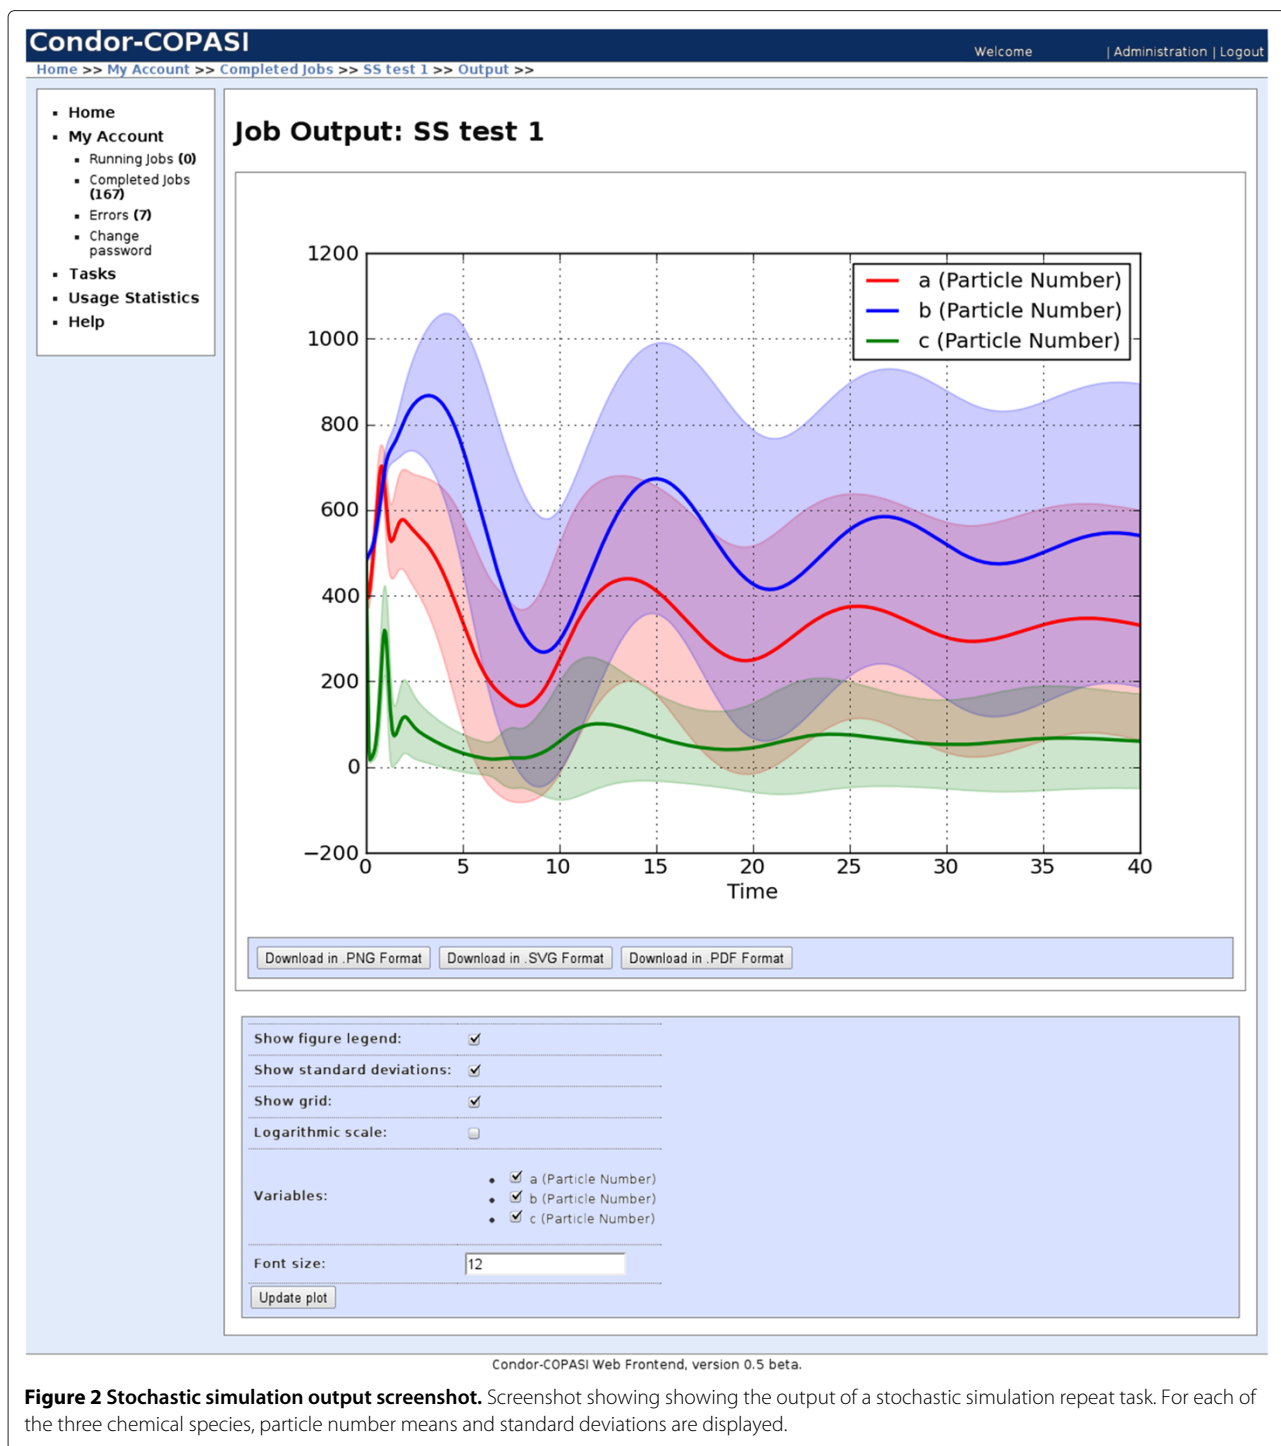 Condor-COPASI
Welcome | Administration | Logout
Home >> My Account >> Completed Jobs >> SS test 1 >> Output >>
Home
My Account
Running Jobs (0)
Completed Jobs
(167)
Errors (7)
Change
password
Tasks
Usage Statistics
Help
Job Output: SS test 1
1200
1000
800
600
400
200
0
−200
a (Particle Number)
b (Particle Number)
c (Particle Number)
0 5 10 15 20 25 30 35 40
Time
Download in .PNG Format Download in .SVG Format Download in .PDF Format
Show figure legend:
Show standard deviations:
Show grid:
Logarithmic scale:
Variables:
a (Particle Number)
b (Particle Number)
c (Particle Number)
Font size: 12
Update plot
Condor-COPASI Web Frontend, version 0.5 beta.
Figure 2 Stochastic simulation output screenshot. Screenshot showing showing the output of a stochastic simulation repeat task. For each of
the three chemical species, particle number means and standard deviations are displayed.